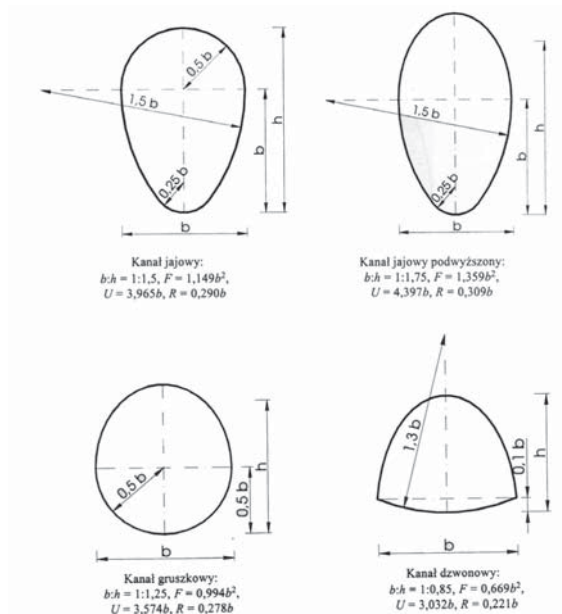 0,5 b
1,5 b
0,25 b
b
h
b
Kanał jajowy:
b:h = 1:1,5, F = 1,149b²,
U = 3,965b, R = 0,290b
1,5 b
0,25 b
b
h
b
Kanał jajowy podwyższony:
b:h = 1:1,75, F = 1,359b²,
U = 4,397b, R = 0,309b
0,5 b
0,5 b
h
b
Kanał gruszkowy:
b:h = 1:1,25, F = 0,994b²,
U = 3,574b, R = 0,278b
1,3 b
0,1 b
h
b
Kanał dzwonowy:
b:h = 1:0,85, F = 0,669b²,
U = 3,032b, R = 0,221b